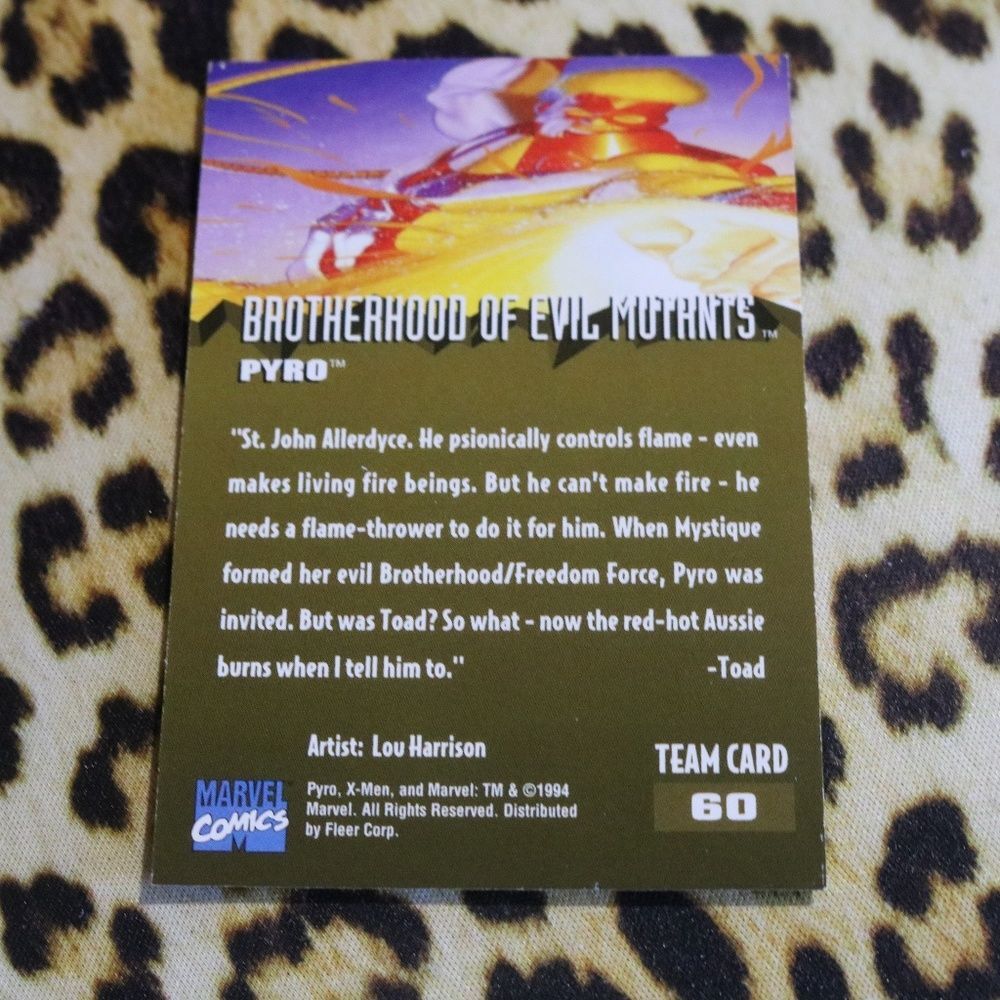 BROTHERHOOD OF EVIL MUTANTS™
PYRO™
"St. John Allerdyce. He psionically controls flame - even
makes living fire beings. But he can't make fire - he
needs a flame-thrower to do it for him. When Mystique
formed her evil Brotherhood/Freedom Force, Pyro was
invited. But was Toad? So what - now the red-hot Aussie
burns when I tell him to." -Toad
Artist: Lou Harrison
TEAM CARD
60
MARVEL
COMICS
Pyro, X-Men, and Marvel: TM & ©1994
Marvel. All Rights Reserved. Distributed
by Fleer Corp.